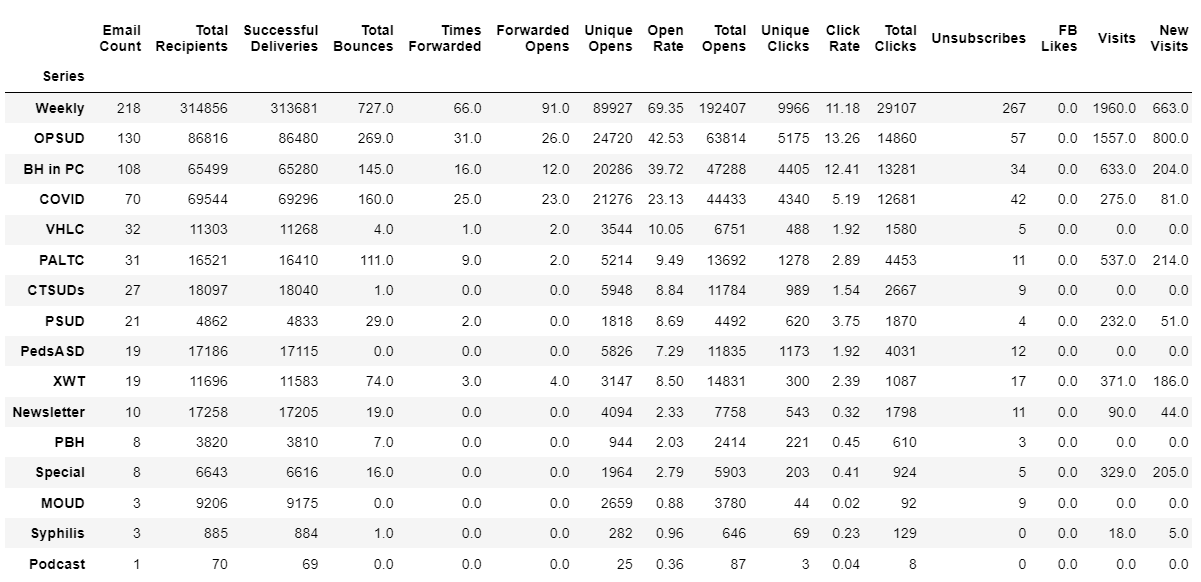 Email Count Total Recipients Successful Deliveries Total Bounces Times Forwarded Forwarded Opens Unique Opens Open Rate Total Opens Unique Clicks Click Rate Total Clicks Unsubscribes FB Likes Visits New Visits
Series
Weekly 218 314856 313681 727.0 66.0 91.0 89927 69.35 192407 9966 11.18 29107 267 0.0 1960.0 663.0
OPSUD 130 86816 86480 269.0 31.0 26.0 24720 42.53 63814 5175 13.26 14860 57 0.0 1557.0 800.0
BH in PC 108 65499 65280 145.0 16.0 12.0 20286 39.72 47288 4405 12.41 13281 34 0.0 633.0 204.0
COVID 70 69544 69296 160.0 25.0 23.0 21276 23.13 44433 4340 5.19 12681 42 0.0 275.0 81.0
VHLC 32 11303 11268 4.0 1.0 2.0 3544 10.05 6751 488 1.92 1580 5 0.0 0.0 0.0
PALTC 31 16521 16410 111.0 9.0 2.0 5214 9.49 13692 1278 2.89 4453 11 0.0 537.0 214.0
CTSUDs 27 18097 18040 1.0 0.0 0.0 5948 8.84 11784 989 1.54 2667 9 0.0 0.0 0.0
PSUD 21 4862 4833 29.0 2.0 0.0 1818 8.69 4492 620 3.75 1870 4 0.0 232.0 51.0
PedsASD 19 17186 17115 0.0 0.0 0.0 5826 7.29 11835 1173 1.92 4031 12 0.0 0.0 0.0
XWT 19 11696 11583 74.0 3.0 4.0 3147 8.50 14831 300 2.39 1087 17 0.0 371.0 186.0
Newsletter 10 17258 17205 19.0 0.0 0.0 4094 2.33 7758 543 0.32 1798 11 0.0 90.0 44.0
PBH 8 3820 3810 7.0 0.0 0.0 944 2.03 2414 221 0.45 610 3 0.0 0.0 0.0
Special 8 6643 6616 16.0 0.0 0.0 1964 2.79 5903 203 0.41 924 5 0.0 329.0 205.0
MOUD 3 9206 9175 0.0 0.0 0.0 2659 0.88 3780 44 0.02 92 9 0.0 0.0 0.0
Syphilis 3 885 884 1.0 0.0 0.0 282 0.96 646 69 0.23 129 0 0.0 18.0 5.0
Podcast 1 70 69 0.0 0.0 0.0 25 0.36 87 3 0.04 8 0 0.0 0.0 0.0